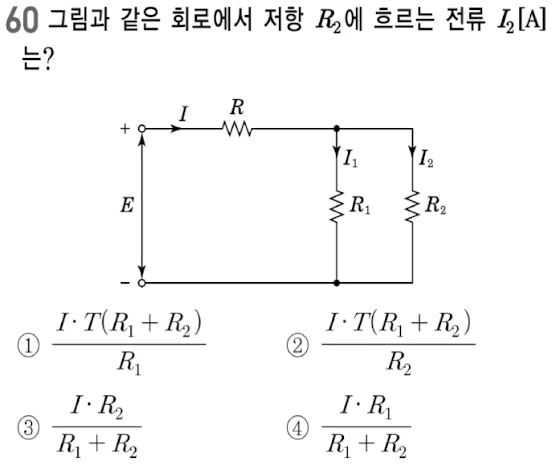 60 그림과 같은 회로에서 저항 R₂에 흐르는 전류 I₂[A]
는?
I R
+
I₁ I₂
E R₁ R₂
−
① I·T(R₁+R₂)/R₁ ② I·T(R₁+R₂)/R₂
③ I·R₂/R₁+R₂ ④ I·R₁/R₁+R₂